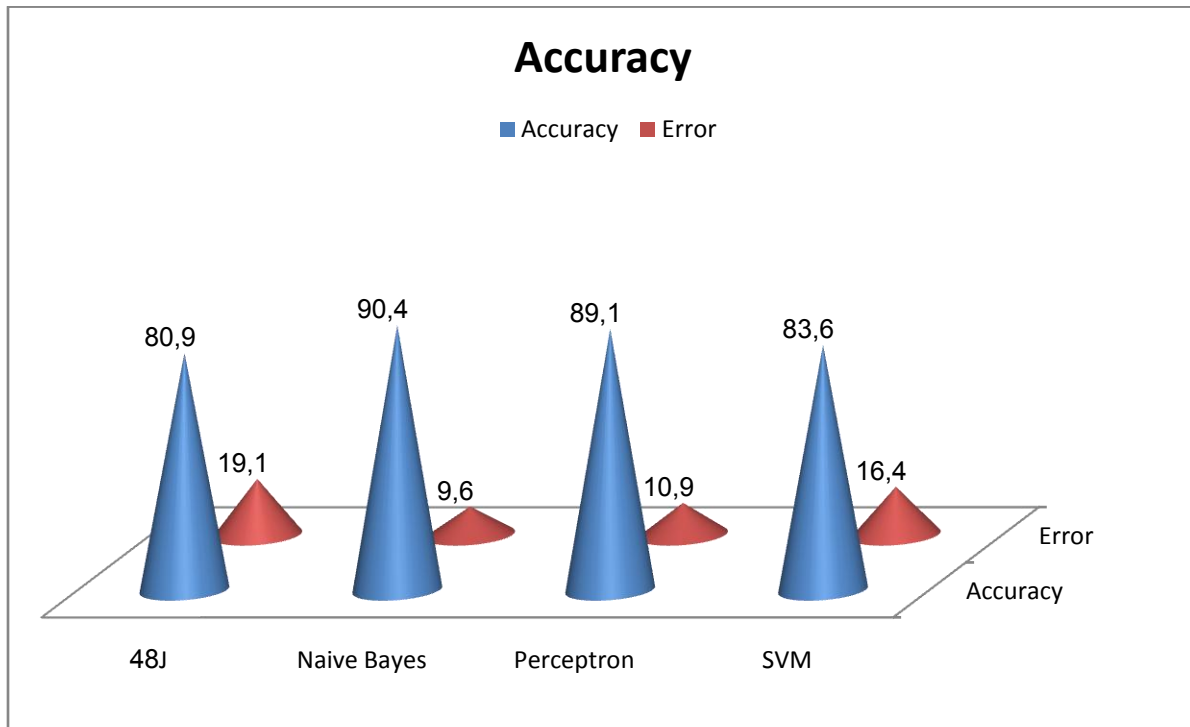 Accuracy
Accuracy Error
80,9
90,4
89,1
83,6
19,1
9,6
10,9
16,4
Error
Accuracy
48J Naive Bayes Perceptron SVM